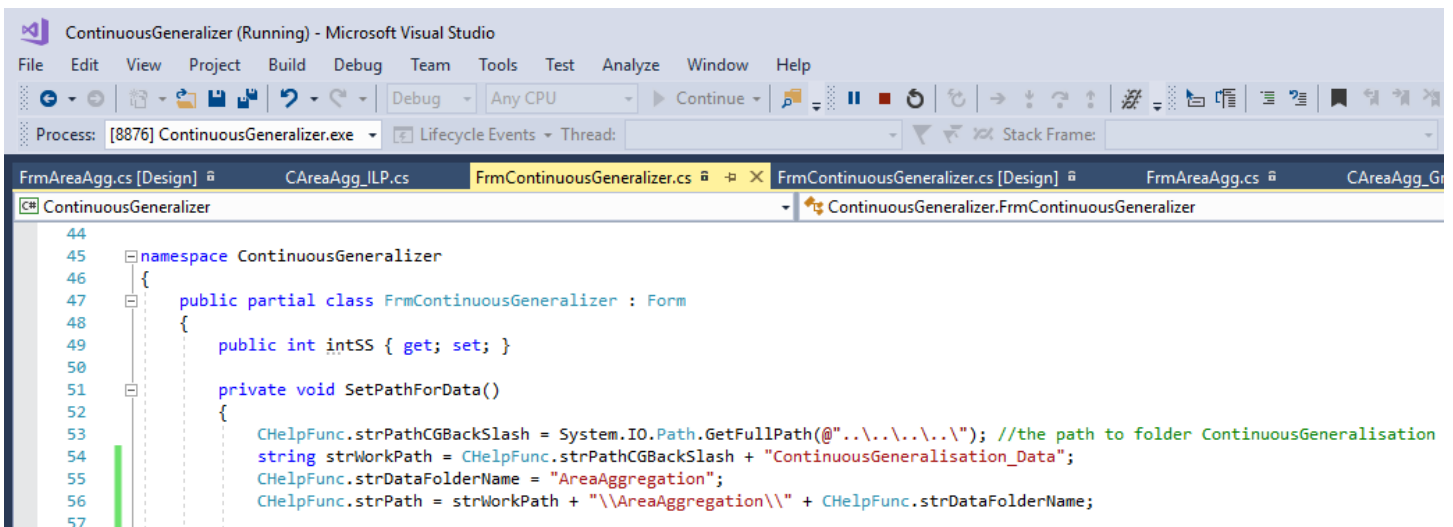 ContinuousGeneralizer (Running) - Microsoft Visual Studio
File Edit View Project Build Debug Team Tools Test Analyze Window Help
Debug Any CPU Continue
Process: [8876] ContinuousGeneralizer.exe Lifecycle Events Thread: Stack Frame:
FrmAreaAgg.cs [Design] CAreaAgg_ILP.cs FrmContinuousGeneralizer.cs FrmContinuousGeneralizer.cs [Design] FrmAreaAgg.cs CAreaAgg_Gr
C# ContinuousGeneralizer ContinuousGeneralizer.FrmContinuousGeneralizer
44
45 namespace ContinuousGeneralizer
46 {
47 public partial class FrmContinuousGeneralizer : Form
48 {
49 public int intSS { get; set; }
50
51 private void SetPathForData()
52 {
53 CHelpFunc.strPathCGBackSlash = System.IO.Path.GetFullPath(@"..\..\..\..\"); //the path to folder ContinuousGeneralisation
54 string strWorkPath = CHelpFunc.strPathCGBackSlash + "ContinuousGeneralisation_Data";
55 CHelpFunc.strDataFolderName = "AreaAggregation";
56 CHelpFunc.strPath = strWorkPath + "\\AreaAggregation\\" + CHelpFunc.strDataFolderName;
57